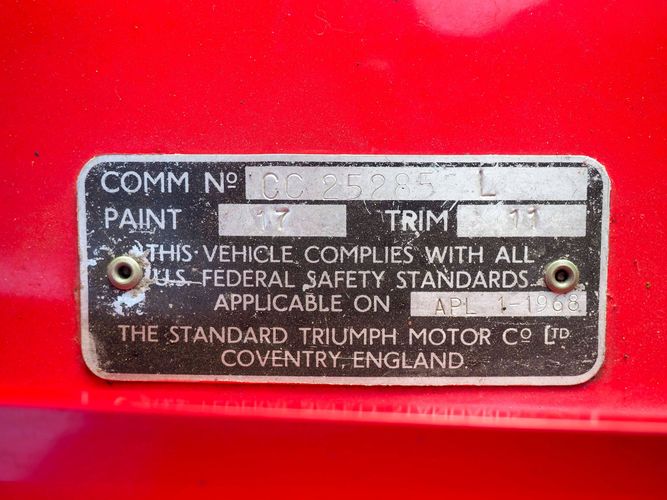 COMM Nº CC 25285 L
PAINT 17 TRIM 11
THIS VEHICLE COMPLIES WITH ALL
U.S. FEDERAL SAFETY STANDARDS
APPLICABLE ON APL 1-1968
THE STANDARD TRIUMPH MOTOR Cº LTD
COVENTRY, ENGLAND